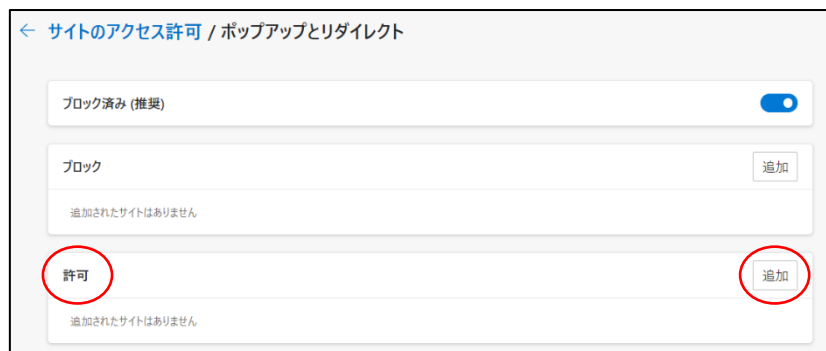 ← サイトのアクセス許可 / ポップアップとリダイレクト
ブロック済み (推奨)
ブロック 追加
追加されたサイトはありません
許可 追加
追加されたサイトはありません